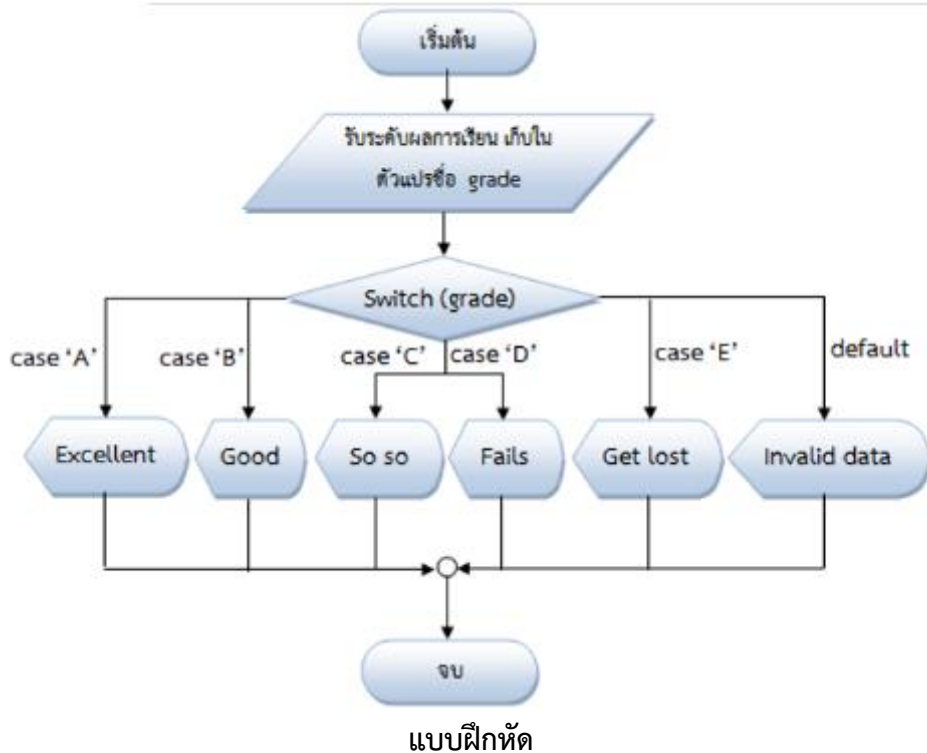 เริ่มต้น
รับระดับผลการเรียน เก็บใน
ตัวแปรชื่อ grade
Switch (grade)
case ‘A’
case ‘B’
case ‘C’
case ‘D’
case ‘E’
default
Excellent
Good
So so
Fails
Get lost
Invalid data
จบ
แบบฝึกหัด